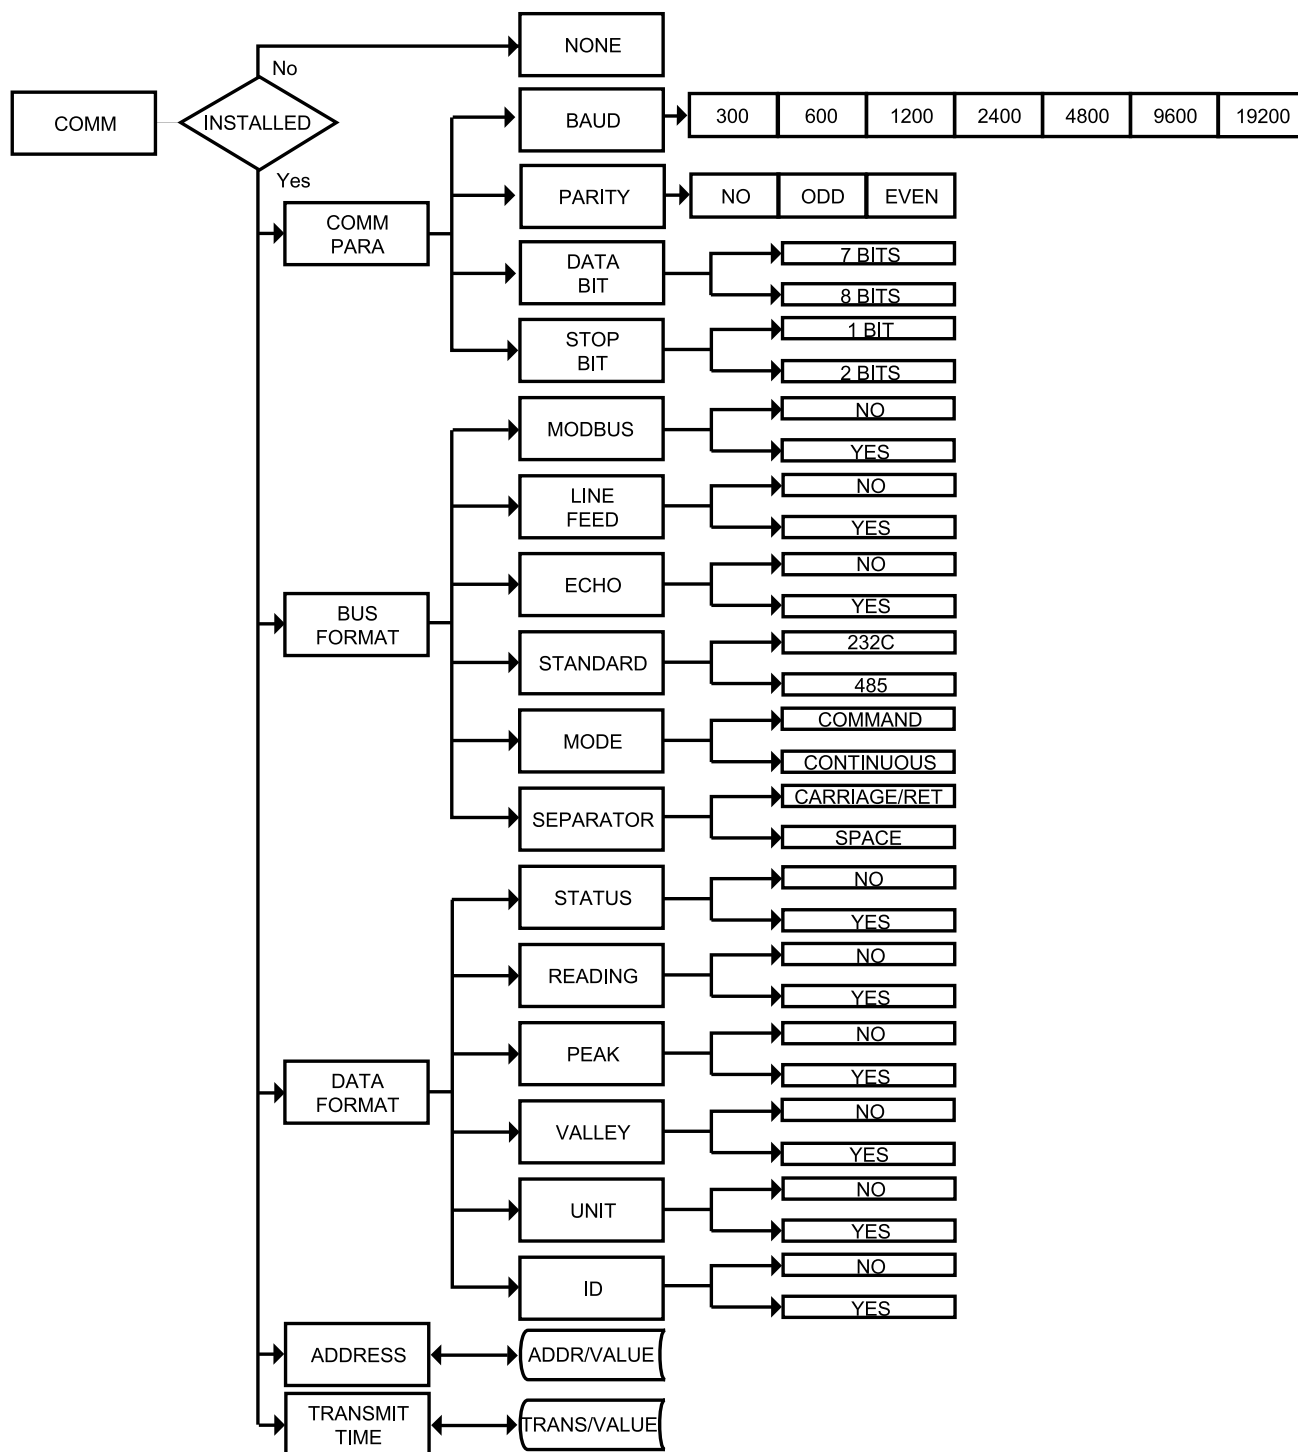 NONE
No
COMM
INSTALLED
BAUD
300
600
1200
2400
4800
9600
19200
Yes
PARITY
NO
ODD
EVEN
COMM
PARA
DATA
BIT
7 BITS
8 BITS
STOP
BIT
1 BIT
2 BITS
MODBUS
NO
YES
LINE
FEED
NO
YES
ECHO
NO
YES
BUS
FORMAT
STANDARD
232C
485
MODE
COMMAND
CONTINUOUS
SEPARATOR
CARRIAGE/RET
SPACE
STATUS
NO
YES
READING
NO
YES
PEAK
NO
YES
DATA
FORMAT
VALLEY
NO
YES
UNIT
NO
YES
ID
NO
YES
ADDRESS
ADDR/VALUE
TRANSMIT
TIME
TRANS/VALUE